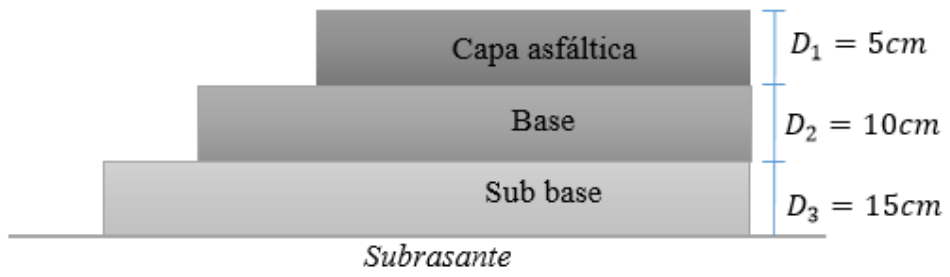 Capa asfáltica
D₁ = 5cm
Base
D₂ = 10cm
Sub base
D₃ = 15cm
Subrasante